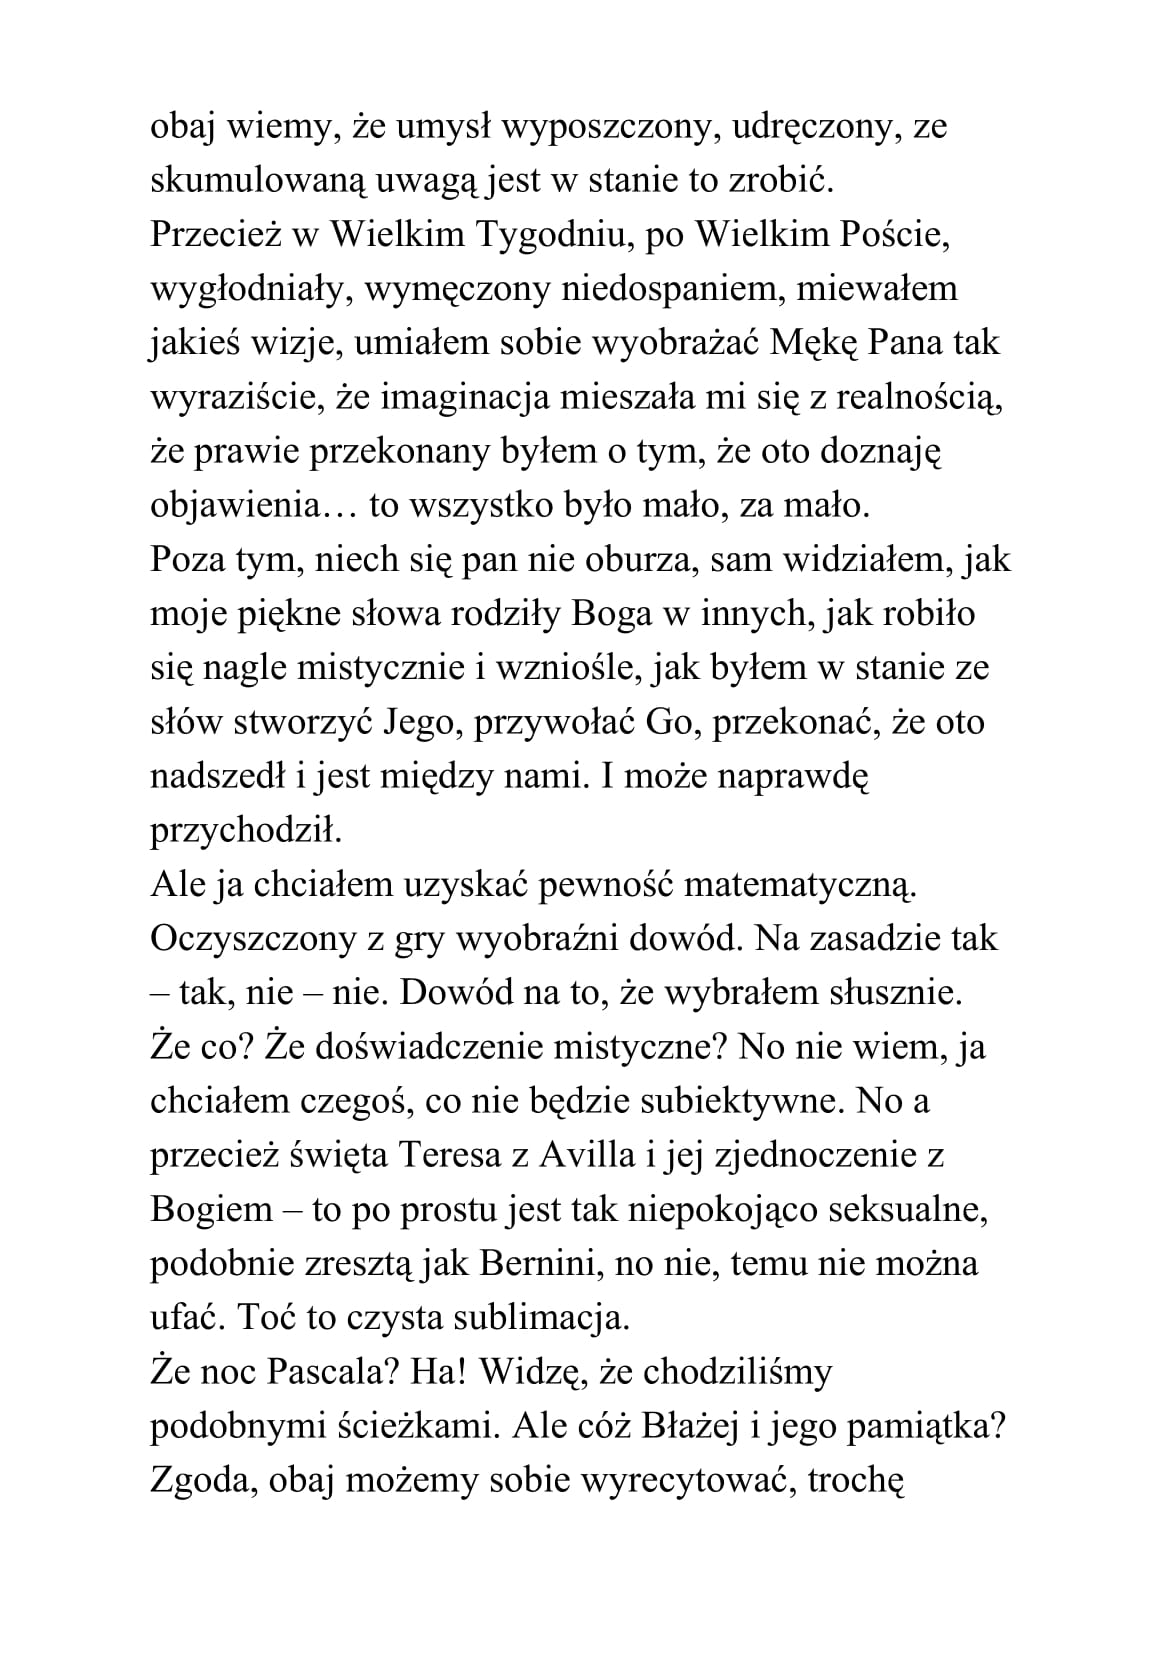 obaj wiemy, że umysł wyposzczony, udręczony, ze
skumulowaną uwagą jest w stanie to zrobić.
Przecież w Wielkim Tygodniu, po Wielkim Poście,
wygłodniały, wymęczony niedospaniem, miewałem
jakieś wizje, umiałem sobie wyobrażać Mękę Pana tak
wyraziście, że imaginacja mieszała mi się z realnością,
że prawie przekonany byłem o tym, że oto doznaję
objawienia… to wszystko było mało, za mało.
Poza tym, niech się pan nie oburza, sam widziałem, jak
moje piękne słowa rodziły Boga w innych, jak robiło
się nagle mistycznie i wzniośle, jak byłem w stanie ze
słów stworzyć Jego, przywołać Go, przekonać, że oto
nadszedł i jest między nami. I może naprawdę
przychodził.
Ale ja chciałem uzyskać pewność matematyczną.
Oczyszczony z gry wyobraźni dowód. Na zasadzie tak
– tak, nie – nie. Dowód na to, że wybrałem słusznie.
Że co? Że doświadczenie mistyczne? No nie wiem, ja
chciałem czegoś, co nie będzie subiektywne. No a
przecież święta Teresa z Avilla i jej zjednoczenie z
Bogiem – to po prostu jest tak niepokojąco seksualne,
podobnie zresztą jak Bernini, no nie, temu nie można
ufać. Toć to czysta sublimacja.
Że noc Pascala? Ha! Widzę, że chodziliśmy
podobnymi ścieżkami. Ale cóż Błażej i jego pamiątka?
Zgoda, obaj możemy sobie wyrecytować, trochę